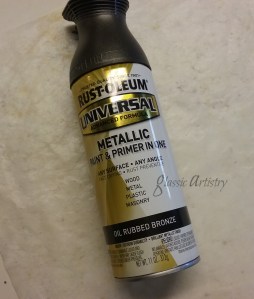 RUST-OLEUM
UNIVERSAL
METALLIC
PAINT & PRIMER IN ONE
ANY SURFACE • ANY ANGLE
WOOD
METAL
PLASTIC
MASONRY
glassic Artistry
OIL RUBBED BRONZE